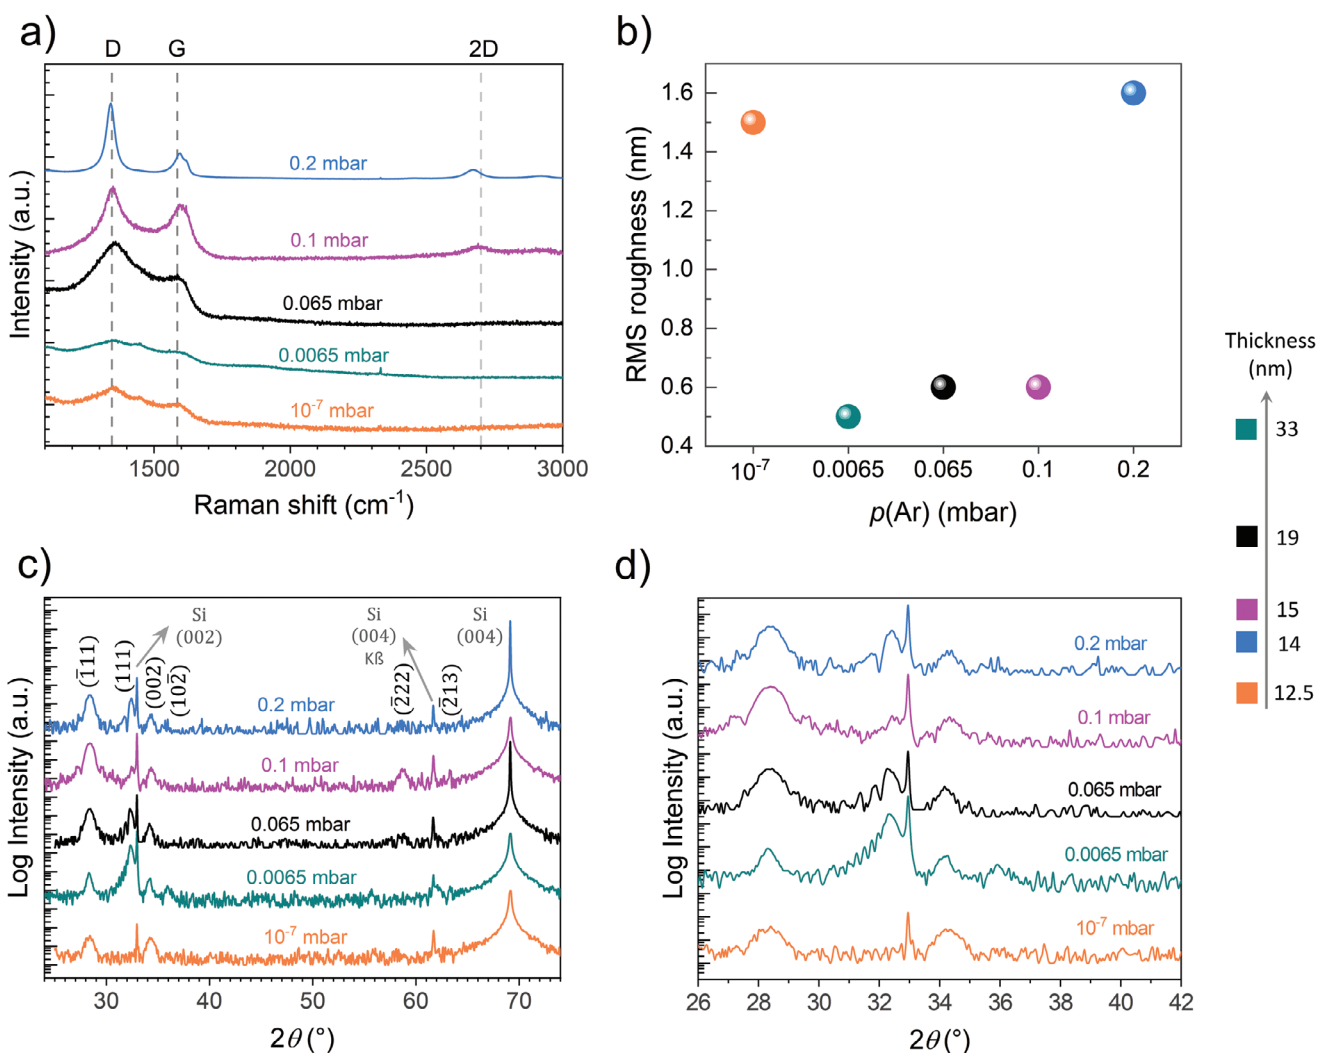 a)
D G 2D
0.2 mbar
0.1 mbar
0.065 mbar
0.0065 mbar
10⁻⁷ mbar
Intensity (a.u.)
1500 2000 2500 3000
Raman shift (cm⁻¹)
b)
1.6
1.4
1.2
1.0
0.8
0.6
0.4
RMS roughness (nm)
10⁻⁷ 0.0065 0.065 0.1 0.2
p(Ar) (mbar)
Thickness
(nm)
33
19
15
14
12.5
c)
(1̅11)
(111)
Si
(002)
(002)
(1̅02̅)
Si
(004)
Kß
(2̅22)
(2̅13)
Si
(004)
0.2 mbar
0.1 mbar
0.065 mbar
0.0065 mbar
10⁻⁷ mbar
Log Intensity (a.u.)
30 40 50 60 70
2θ (°)
d)
0.2 mbar
0.1 mbar
0.065 mbar
0.0065 mbar
10⁻⁷ mbar
Log Intensity (a.u.)
26 28 30 32 34 36 38 40 42
2θ (°)